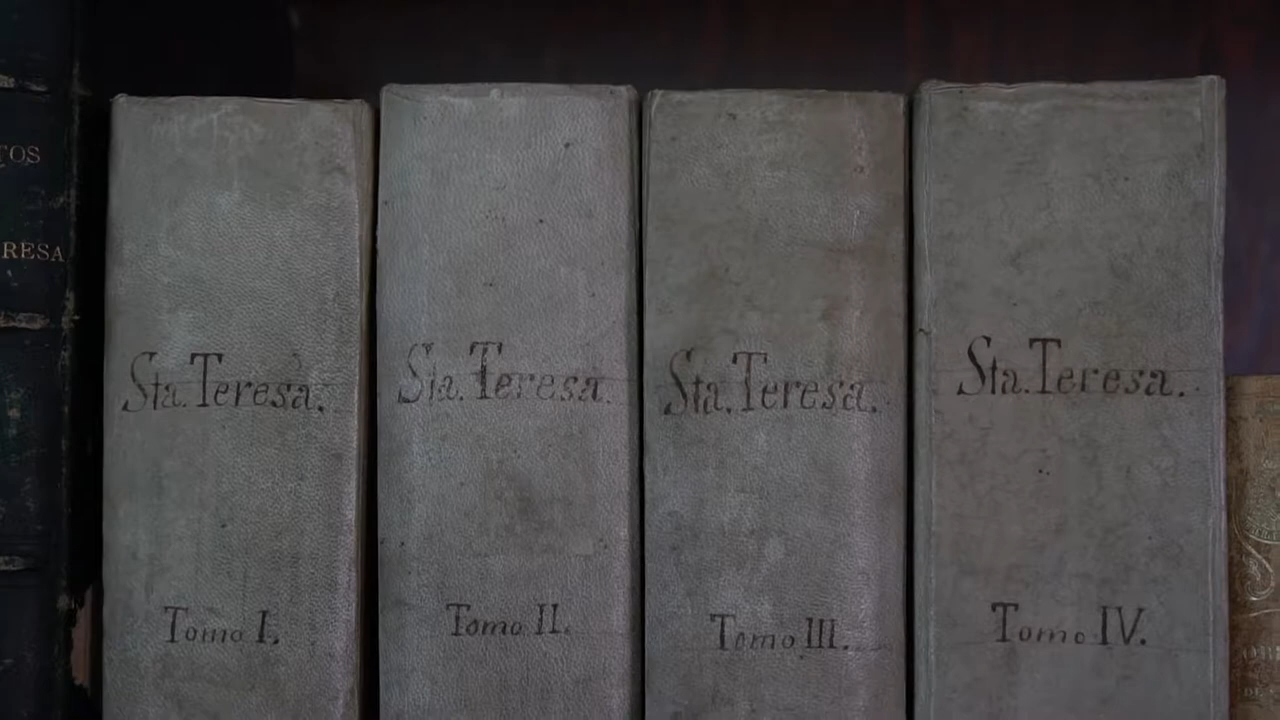 TOS
RESA
Sta. Teresa.
Tomo I.
Sta. Teresa.
Tomo II.
Sta. Teresa.
Tomo III.
Sta. Teresa.
Tomo IV.